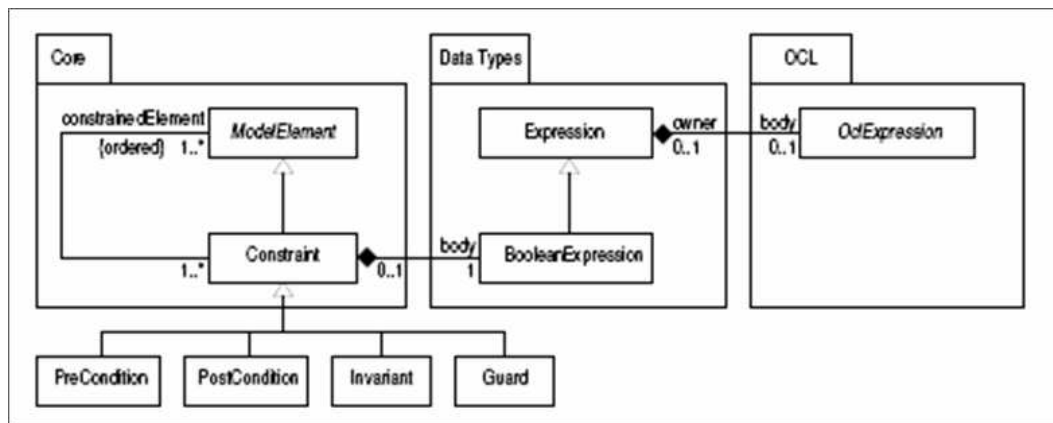 Core
Data Types
OCL
constrainedElement
ModelElement
{ordered}
1..*
Expression
owner
0..1
body
0..1
OclExpression
Constraint
1..*
0..1
body
1
BooleanExpression
PreCondition
PostCondition
Invariant
Guard